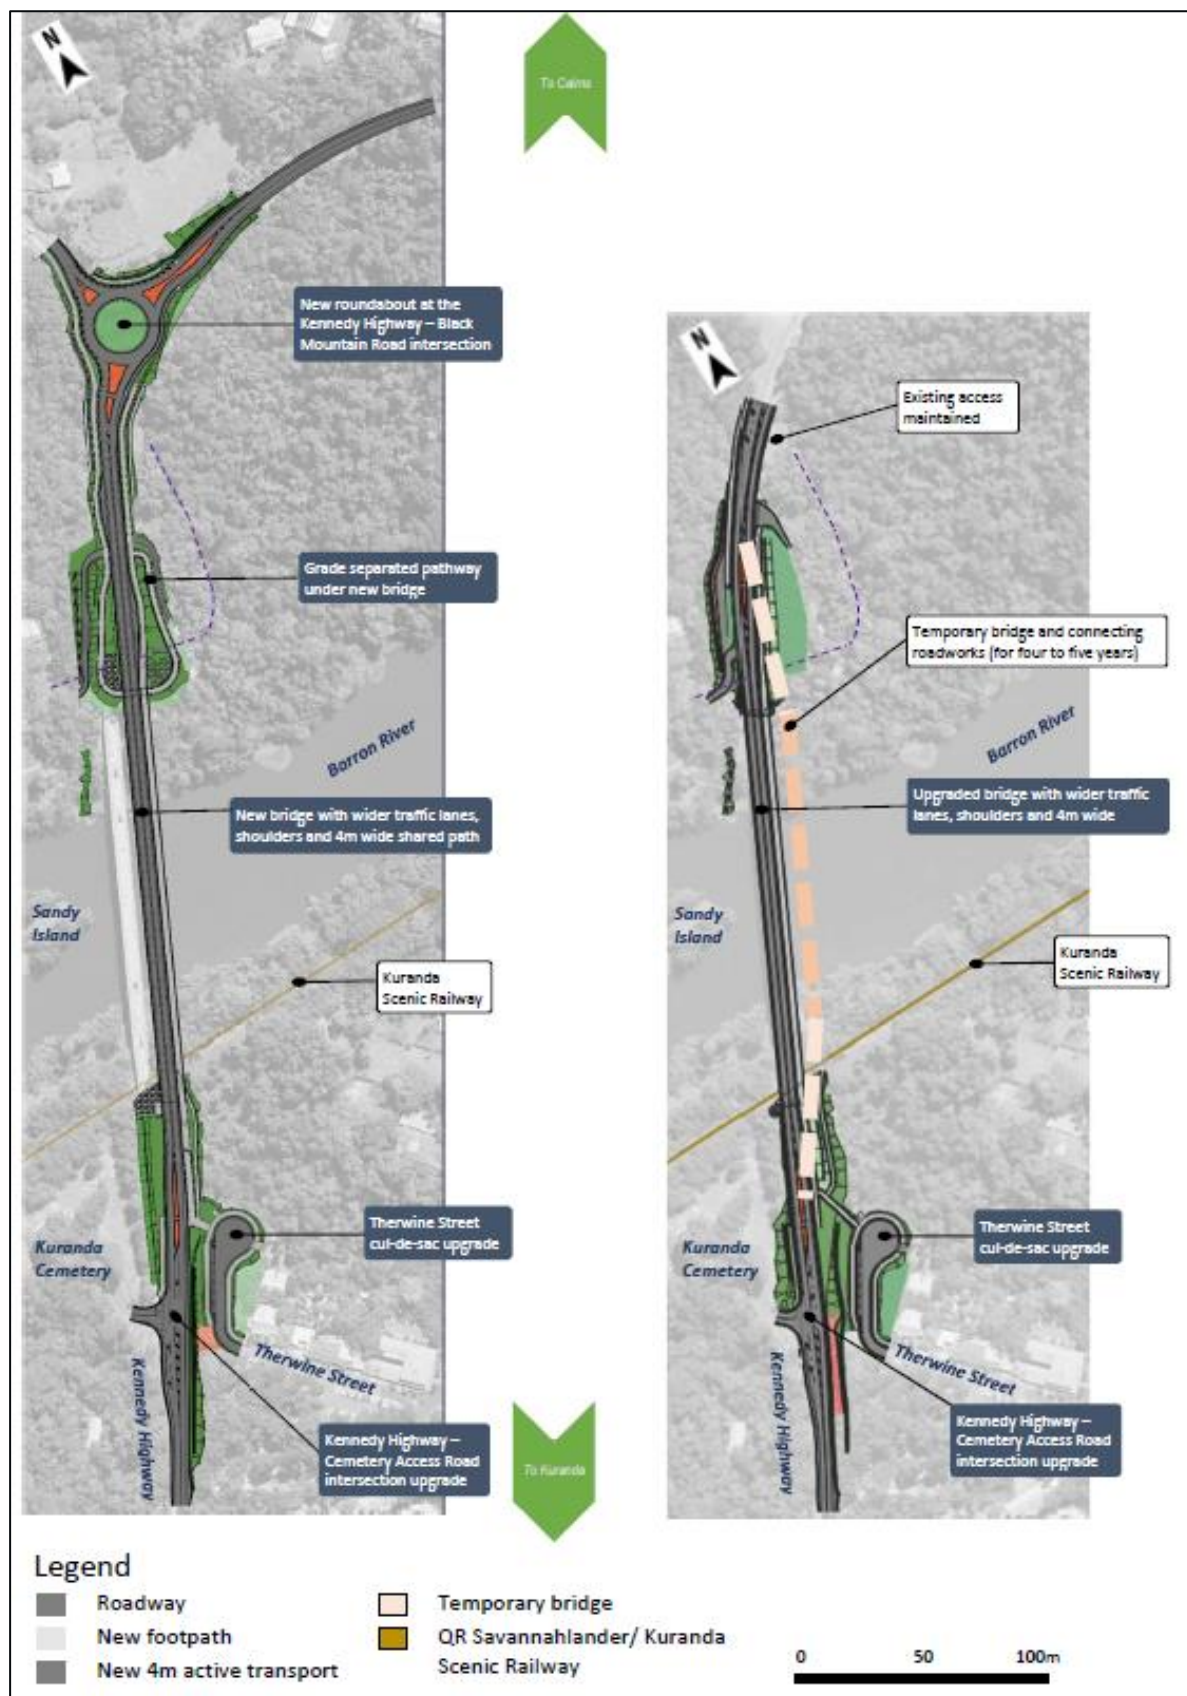 N
To Cairns
New roundabout at the
Kennedy Highway – Black
Mountain Road intersection
Grade separated pathway
under new bridge
Barron River
New bridge with wider traffic lanes,
shoulders and 4m wide shared path
Sandy
Island
Kuranda
Scenic Railway
Kuranda
Cemetery
Therwine Street
cul-de-sac upgrade
Therwine Street
Kennedy Highway
Kennedy Highway –
Cemetery Access Road
intersection upgrade
To Kuranda
N
Existing access
maintained
Temporary bridge and connecting
roadworks (for four to five years)
Barron River
Upgraded bridge with wider traffic
lanes, shoulders and 4m wide
Sandy
Island
Kuranda
Scenic Railway
Kuranda
Cemetery
Therwine Street
cul-de-sac upgrade
Therwine Street
Kennedy Highway
Kennedy Highway –
Cemetery Access Road
intersection upgrade
Legend
Roadway
New footpath
New 4m active transport
Temporary bridge
QR Savannahlander/ Kuranda
Scenic Railway
0 50 100m